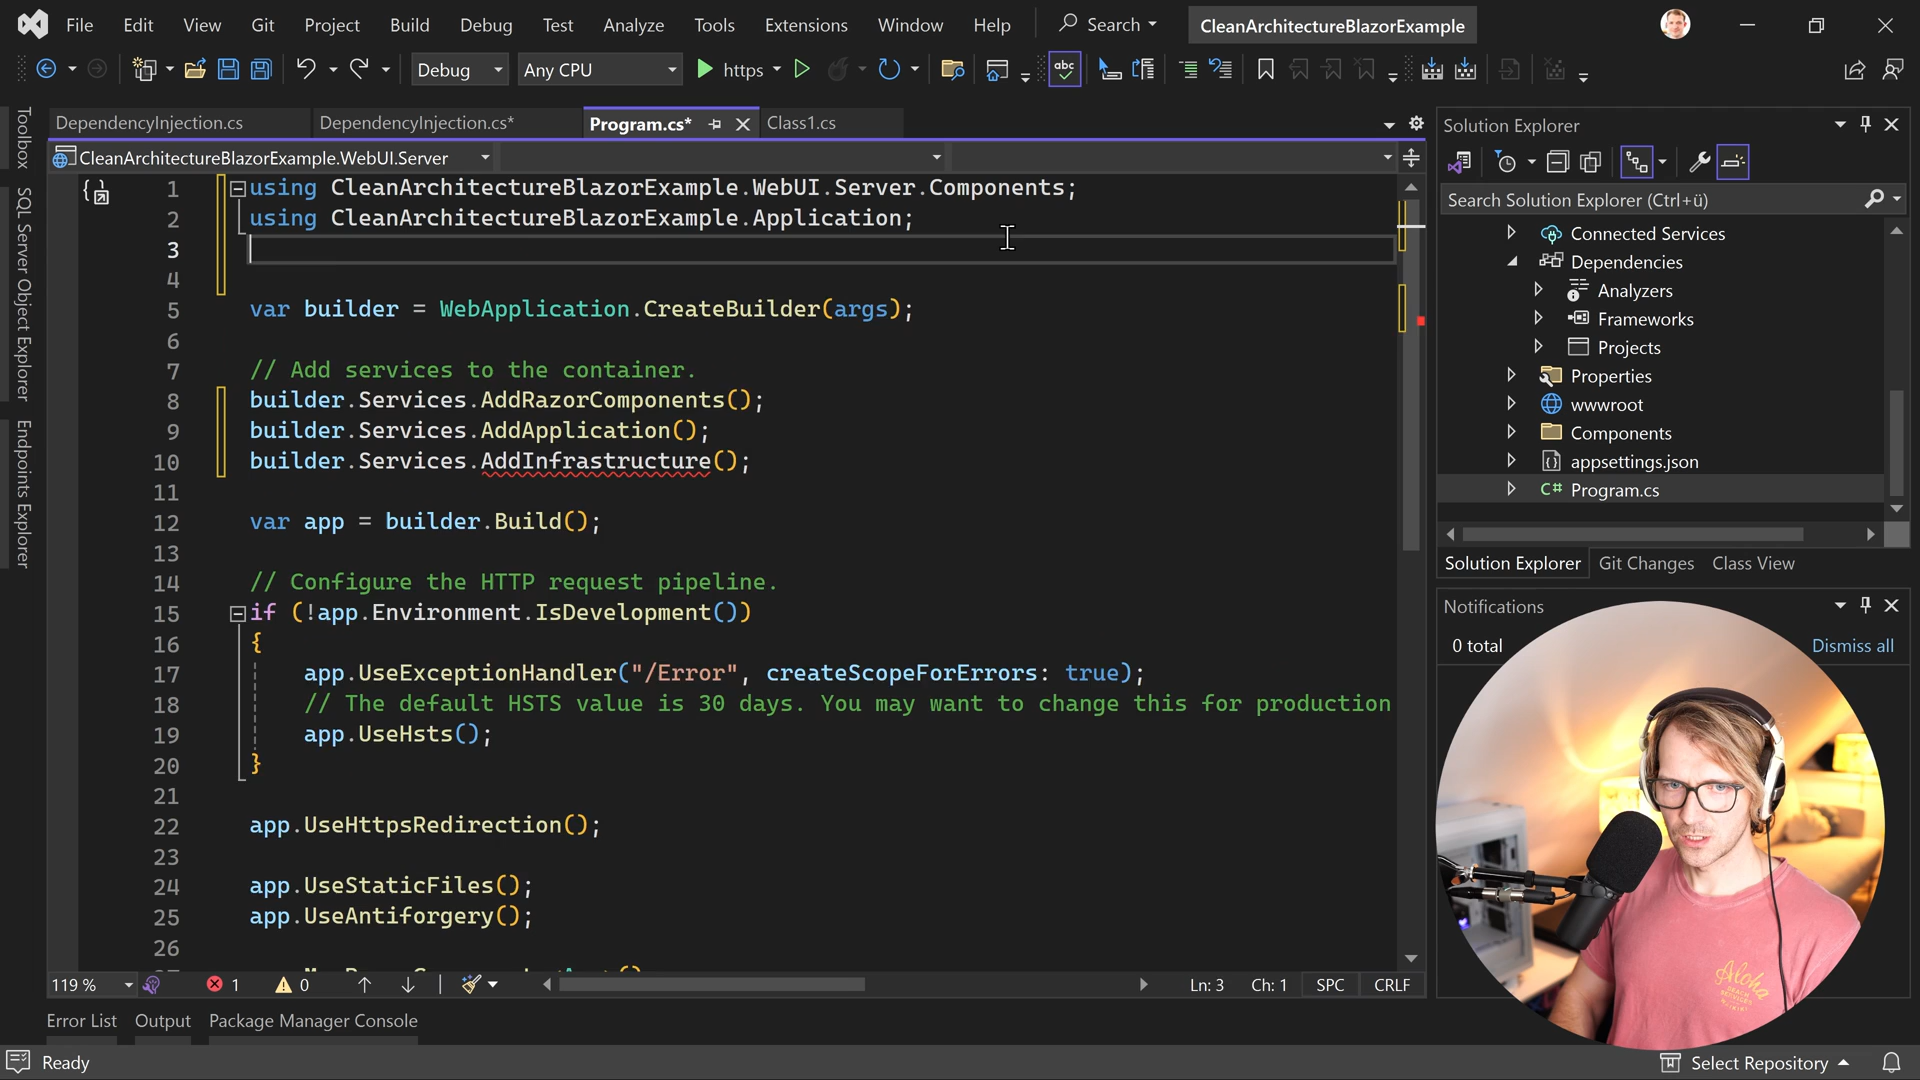 File Edit View Git Project Build Debug Test Analyze Tools Extensions Window Help Search CleanArchitectureBlazorExample
Debug Any CPU https abc
Toolbox
SQL Server Object Explorer
Endpoints Explorer
DependencyInjection.cs DependencyInjection.cs* Program.cs* Class1.cs
CleanArchitectureBlazorExample.WebUI.Server
1 using CleanArchitectureBlazorExample.WebUI.Server.Components;
2 using CleanArchitectureBlazorExample.Application;
3
4
5 var builder = WebApplication.CreateBuilder(args);
6
7 // Add services to the container.
8 builder.Services.AddRazorComponents();
9 builder.Services.AddApplication();
10 builder.Services.AddInfrastructure();
11
12 var app = builder.Build();
13
14 // Configure the HTTP request pipeline.
15 if (!app.Environment.IsDevelopment())
16 {
17 app.UseExceptionHandler("/Error", createScopeForErrors: true);
18 // The default HSTS value is 30 days. You may want to change this for production
19 app.UseHsts();
20 }
21
22 app.UseHttpsRedirection();
23
24 app.UseStaticFiles();
25 app.UseAntiforgery();
26
119 % 1 0 Ln: 3 Ch: 1 SPC CRLF
Error List Output Package Manager Console
Ready
Solution Explorer
Search Solution Explorer (Ctrl+ü)
Connected Services
Dependencies
Analyzers
Frameworks
Projects
Properties
wwwroot
Components
appsettings.json
C# Program.cs
Solution Explorer Git Changes Class View
Notifications
0 total Dismiss all
Aloha
Select Repository